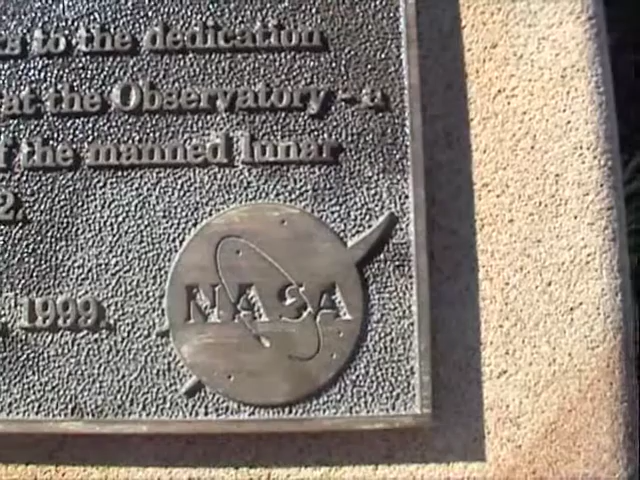 to the dedication
at the Observatory -
the manned lunar
2.
1999.
NASA